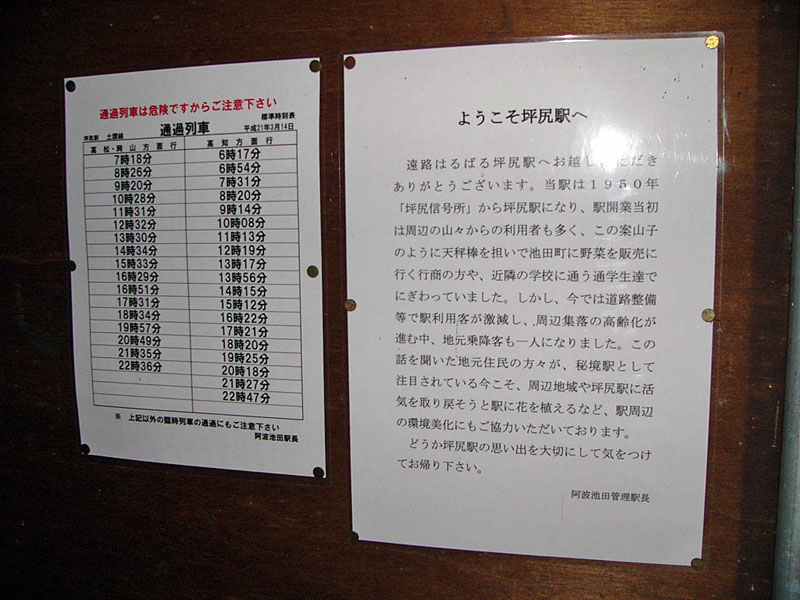 通過列車は危険ですからご注意下さい
標準時刻表
坪尻駅 土讃線 通過列車 平成21年3月14日
高松・岡山方面行 高知方面行
7時18分 6時17分
8時26分 6時54分
9時20分 7時31分
10時28分 8時20分
11時31分 9時14分
12時32分 10時08分
13時30分 11時13分
14時34分 12時19分
15時33分 13時17分
16時29分 13時56分
16時51分 14時15分
17時31分 15時12分
18時34分 16時22分
19時57分 17時21分
20時49分 18時20分
21時35分 19時25分
22時36分 20時18分
21時27分
22時47分
※ 上記以外の臨時列車の通過にもご注意下さい
阿波池田駅長
ようこそ坪尻駅へ
遠路はるばる坪尻駅へお越し ただき
ありがとうございます。当駅は1950年
「坪尻信号所」から坪尻駅になり、駅開業当初
は周辺の山々からの利用者も多く、この案山子
のように天秤棒を担いで池田町に野菜を販売に
行く行商の方や、近隣の学校に通う通学生達で
にぎわっていました。しかし、今では道路整備
等で駅利用客が激減し、周辺集落の高齢化が
進む中、地元乗降客も一人になりました。この
話を聞いた地元住民の方々が、秘境駅として
注目されている今こそ、周辺地域や坪尻駅に活
気を取り戻そうと駅に花を植えるなど、駅周辺
の環境美化にもご協力いただいております。
どうか坪尻駅の思い出を大切にして気をつけ
てお帰り下さい。
阿波池田管理駅長